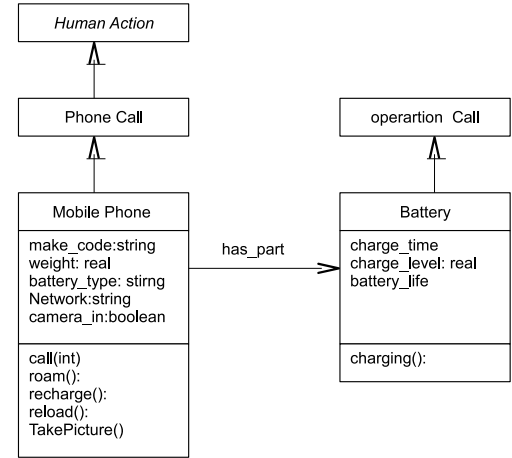 Human Action
Phone Call
operartion Call
Mobile Phone
make_code:string
weight: real
battery_type: stirng
Network:string
camera_in:boolean
call(int)
roam():
recharge():
reload():
TakePicture()
has_part
Battery
charge_time
charge_level: real
battery_life
charging():